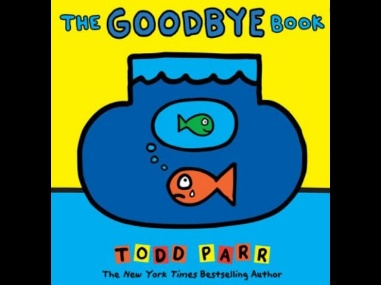 THE GOODBYE BOOK
TODD PARR
The New York Times Bestselling Author